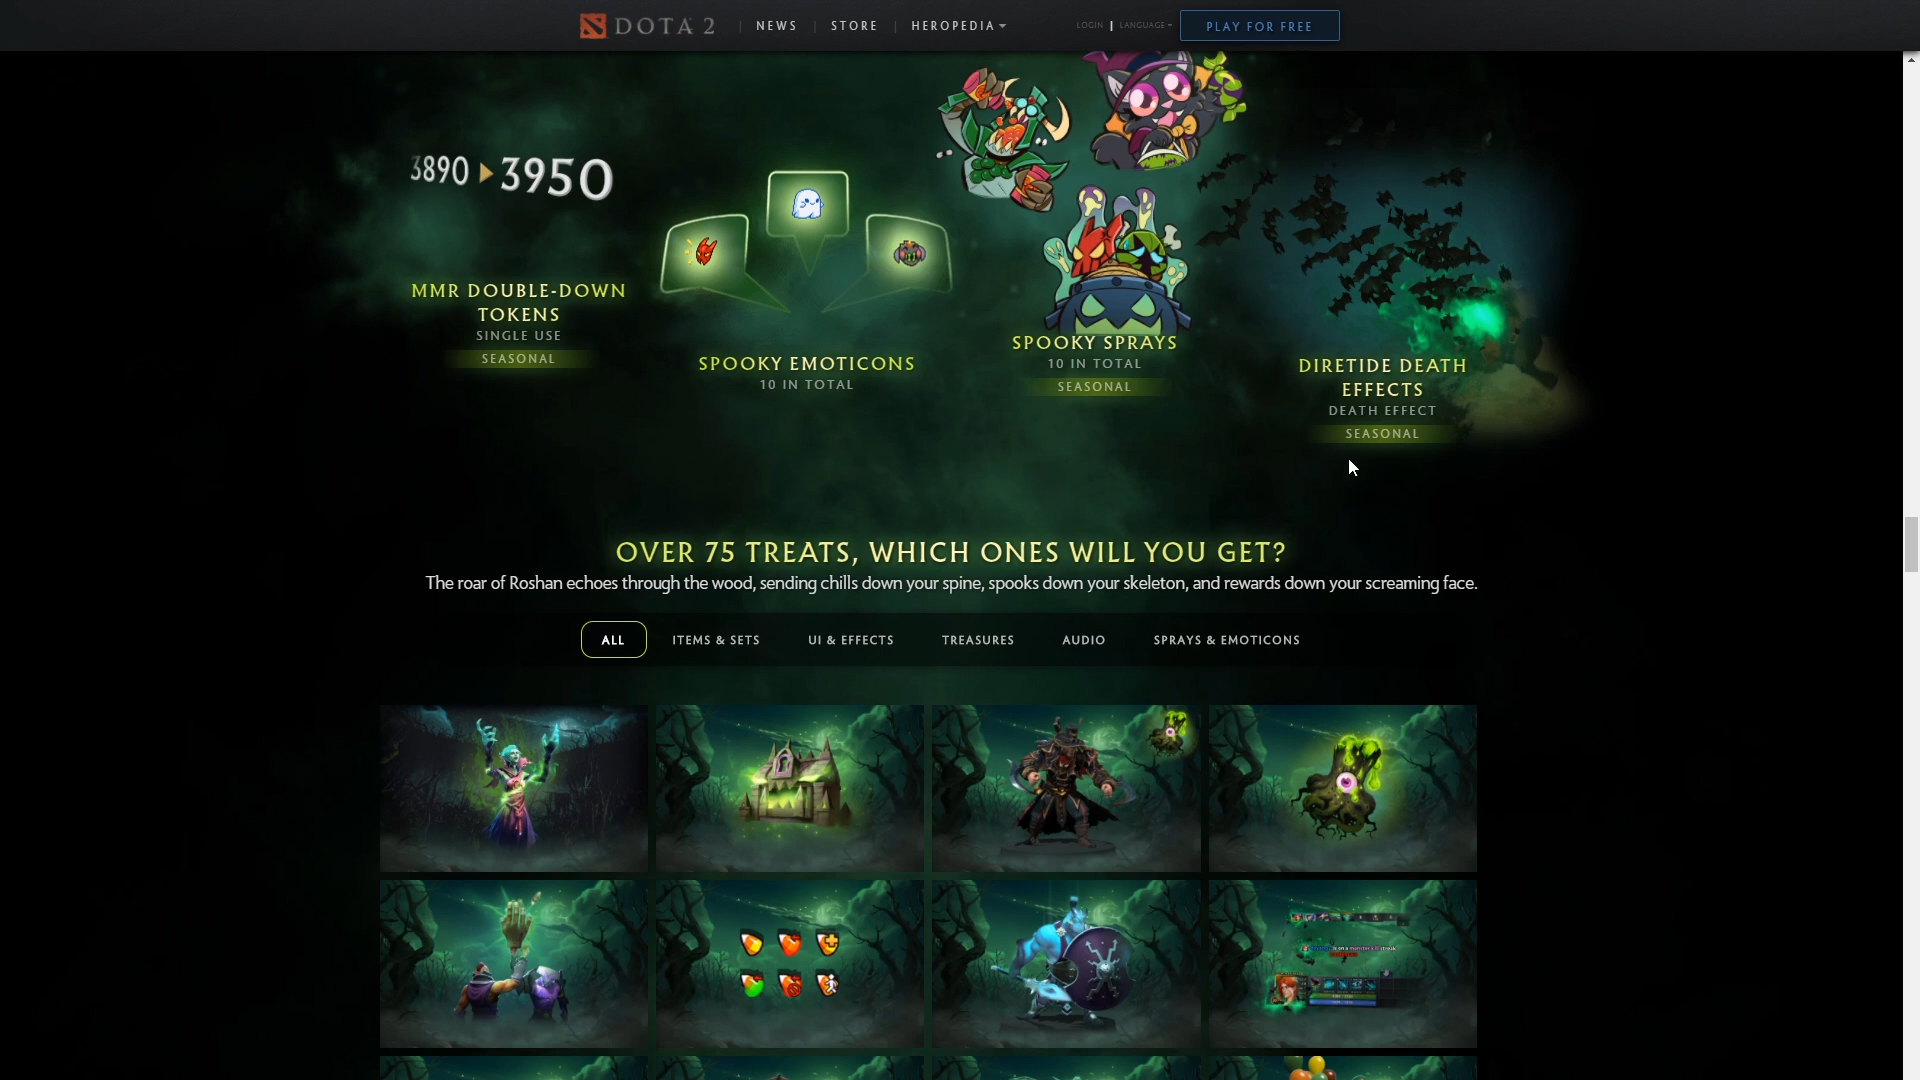 DOTA 2
NEWS
STORE
HEROPEDIA
LOGIN
LANGUAGE
PLAY FOR FREE
3890 3950
MMR DOUBLE-DOWN
TOKENS
SINGLE USE
SEASONAL
SPOOKY EMOTICONS
10 IN TOTAL
SPOOKY SPRAYS
10 IN TOTAL
SEASONAL
DIRETIDE DEATH
EFFECTS
DEATH EFFECT
SEASONAL
OVER 75 TREATS, WHICH ONES WILL YOU GET?
The roar of Roshan echoes through the wood, sending chills down your spine, spooks down your skeleton, and rewards down your screaming face.
ALL
ITEMS & SETS
UI & EFFECTS
TREASURES
AUDIO
SPRAYS & EMOTICONS